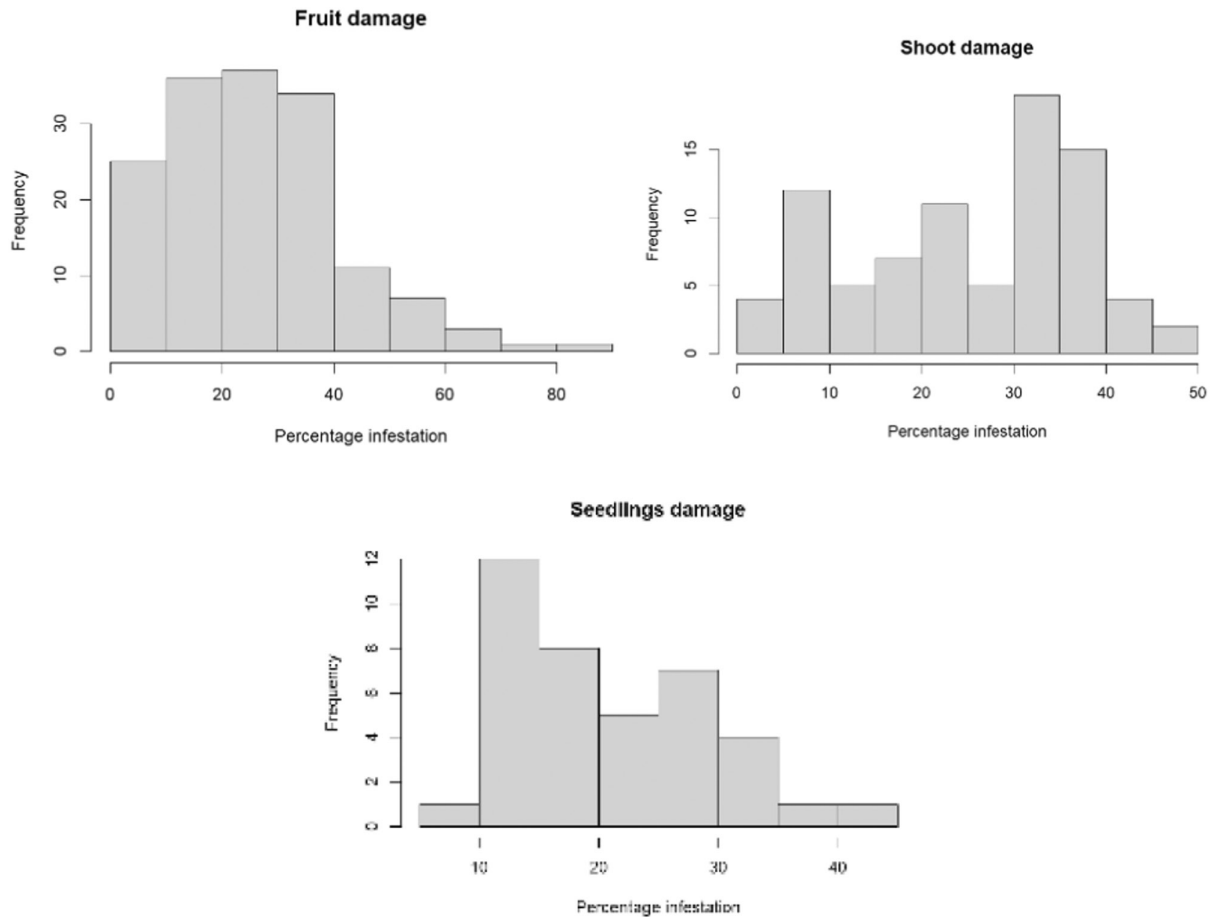 Fruit damage
Frequency
30
20
10
0
0 20 40 60 80
Percentage infestation
Shoot damage
Frequency
15
10
5
0
0 10 20 30 40 50
Percentage infestation
Seedlings damage
Frequency
12
10
8
6
4
2
0
10 20 30 40
Percentage infestation